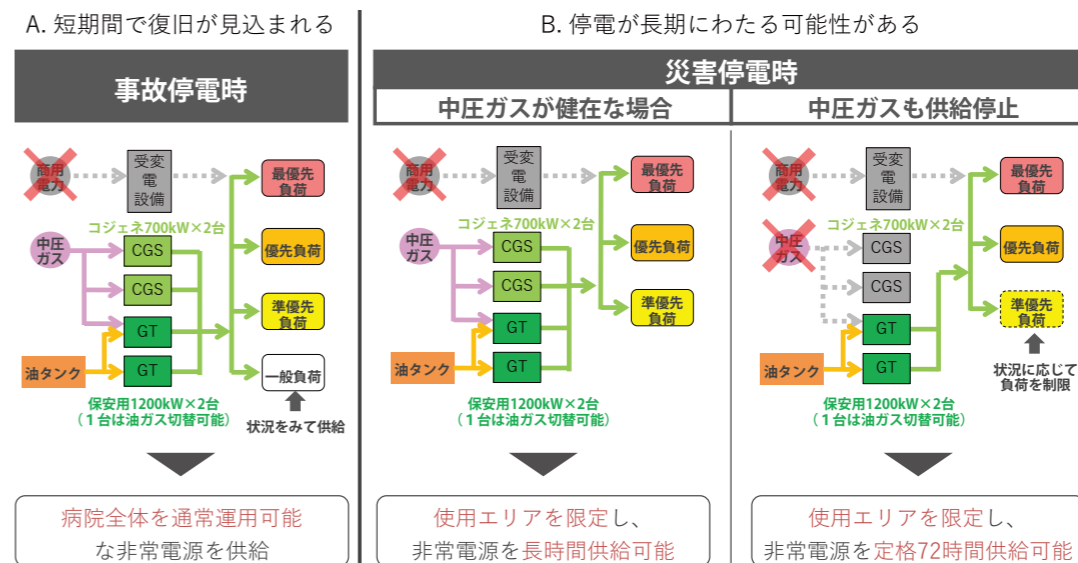 A. 短期間で復旧が見込まれる
事故停電時
商用
電力
受変
電
設備
最優先
負荷
コジェネ700kW×2台
中圧
ガス
CGS
CGS
優先負荷
準優先
負荷
GT
GT
油タンク
一般負荷
保安用1200kW×2台
(1台は油ガス切替可能)
状況をみて供給
病院全体を通常運用可能
な非常電源を供給
B. 停電が長期にわたる可能性がある
災害停電時
中圧ガスが健在な場合
商用
電力
受変
電
設備
最優先
負荷
コジェネ700kW×2台
中圧
ガス
CGS
CGS
優先負荷
準優先
負荷
GT
GT
油タンク
保安用1200kW×2台
(1台は油ガス切替可能)
使用エリアを限定し、
非常電源を長時間供給可能
中圧ガスも供給停止
商用
電力
受変
電
設備
最優先
負荷
コジェネ700kW×2台
中圧
ガス
CGS
CGS
優先負荷
準優先
負荷
GT
GT
油タンク
状況に応じて
負荷を制限
保安用1200kW×2台
(1台は油ガス切替可能)
使用エリアを限定し、
非常電源を定格72時間供給可能